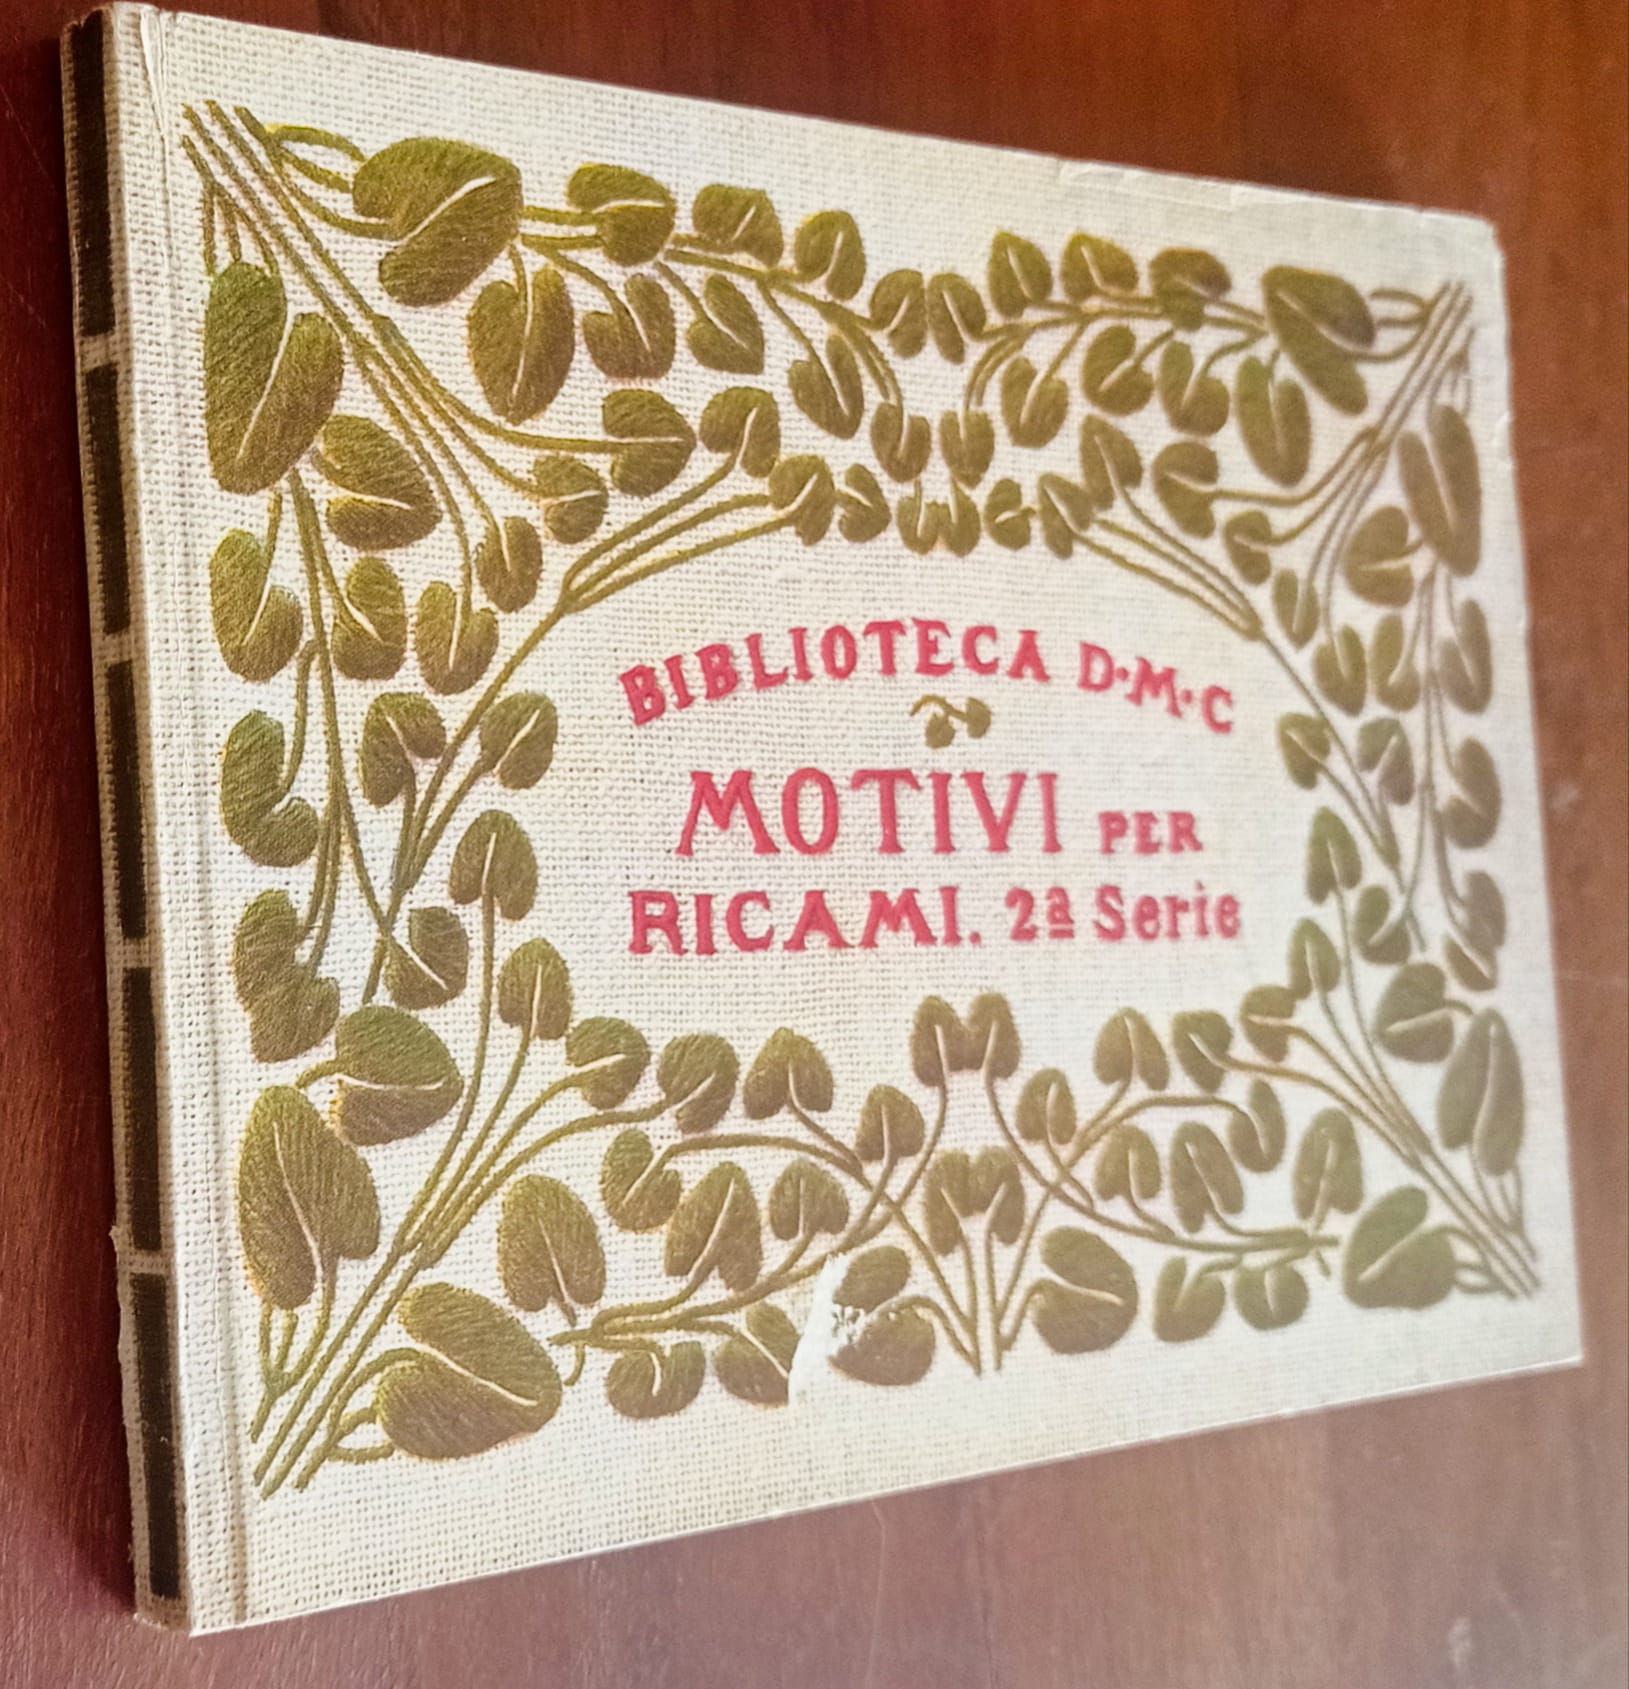 BIBLIOTECA D·M·C
MOTIVI PER
RICAMI. 2ª Serie